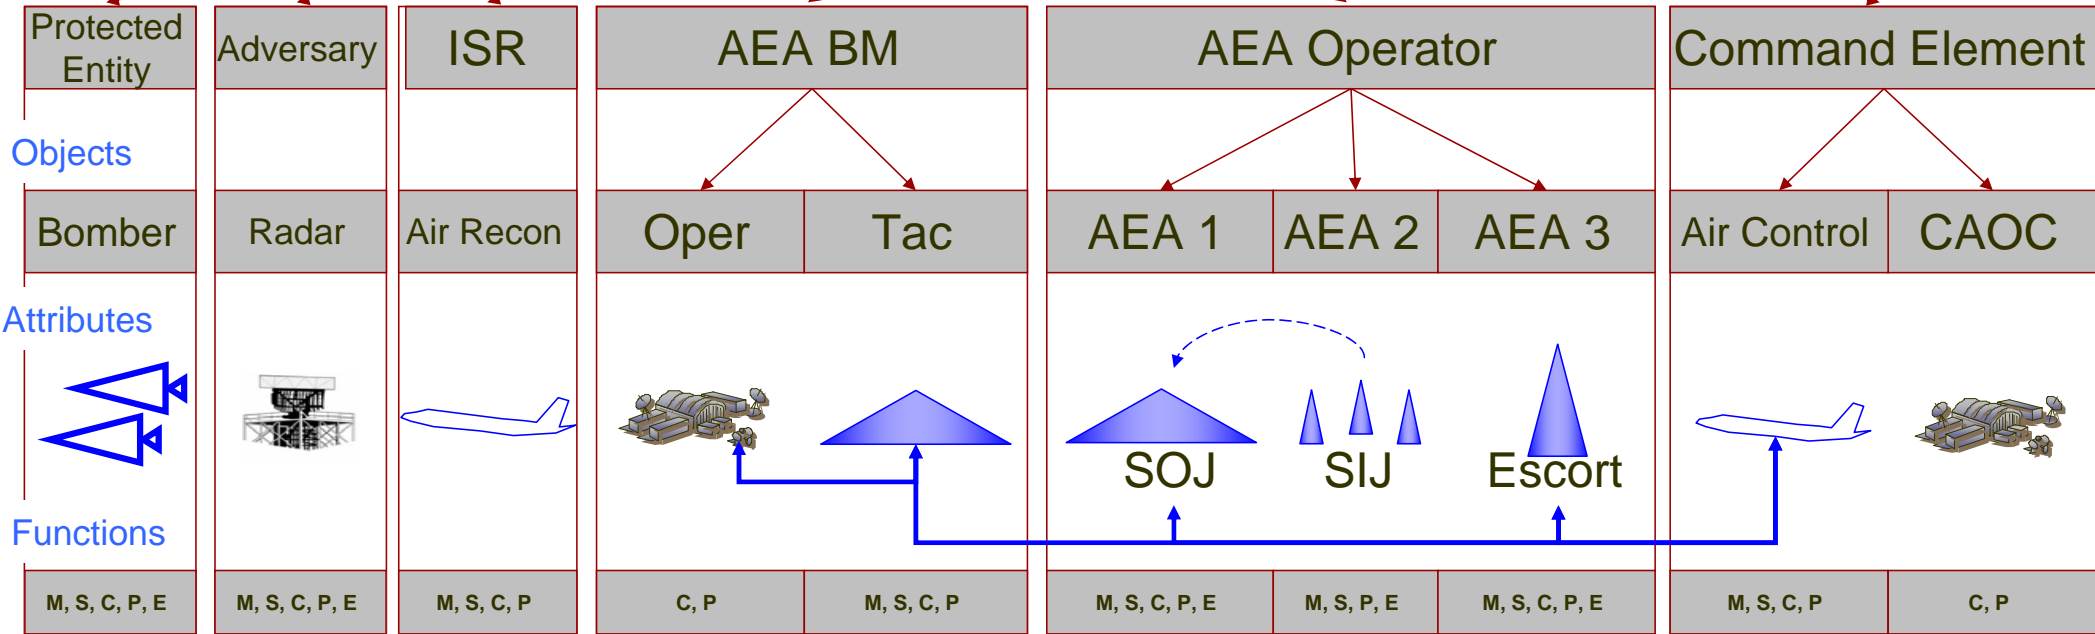 Protected
Entity
Adversary
ISR
AEA BM
AEA Operator
Command Element
Objects
Bomber
Radar
Air Recon
Oper
Tac
AEA 1
AEA 2
AEA 3
Air Control
CAOC
Attributes
SOJ
SIJ
Escort
Functions
M, S, C, P, E
M, S, C, P, E
M, S, C, P
C, P
M, S, C, P
M, S, C, P, E
M, S, P, E
M, S, C, P, E
M, S, C, P
C, P